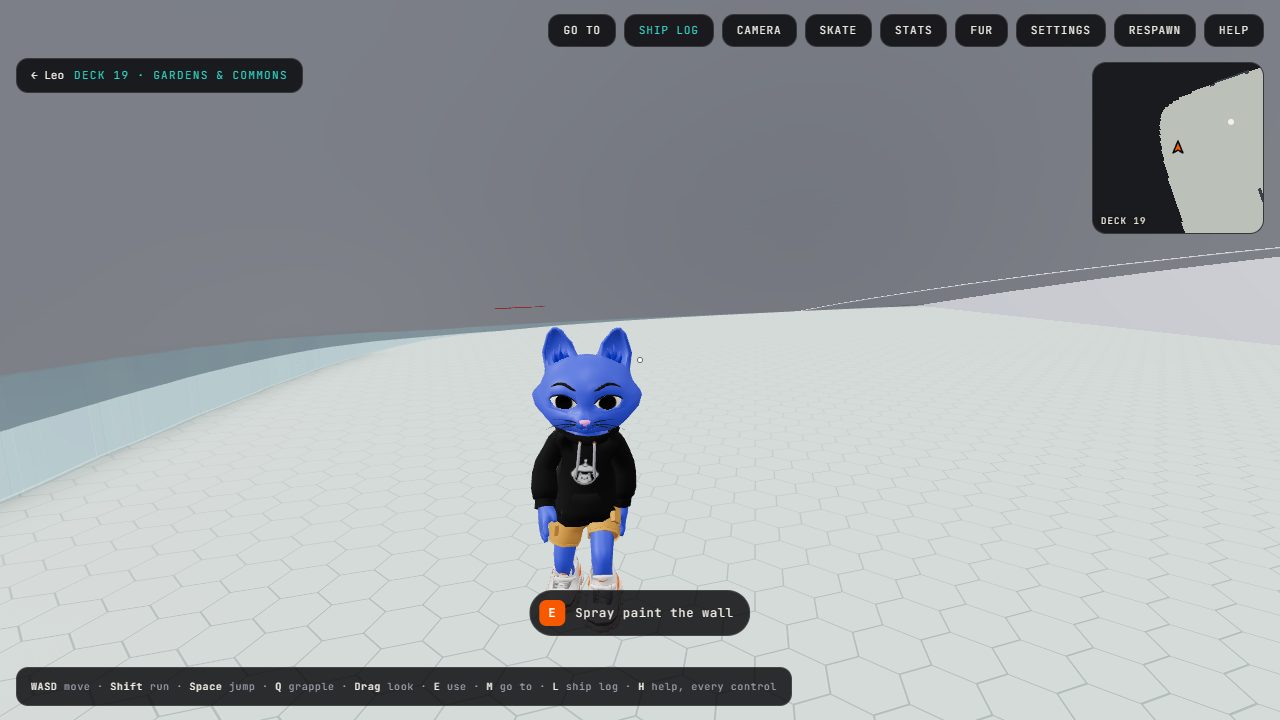 GO TO
SHIP LOG
CAMERA
SKATE
STATS
FUR
SETTINGS
RESPAWN
HELP
← Leo DECK 19 · GARDENS & COMMONS
DECK 19
E Spray paint the wall
WASD move · Shift run · Space jump · Q grapple · Drag look · E use · M go to · L ship log · H help, every control